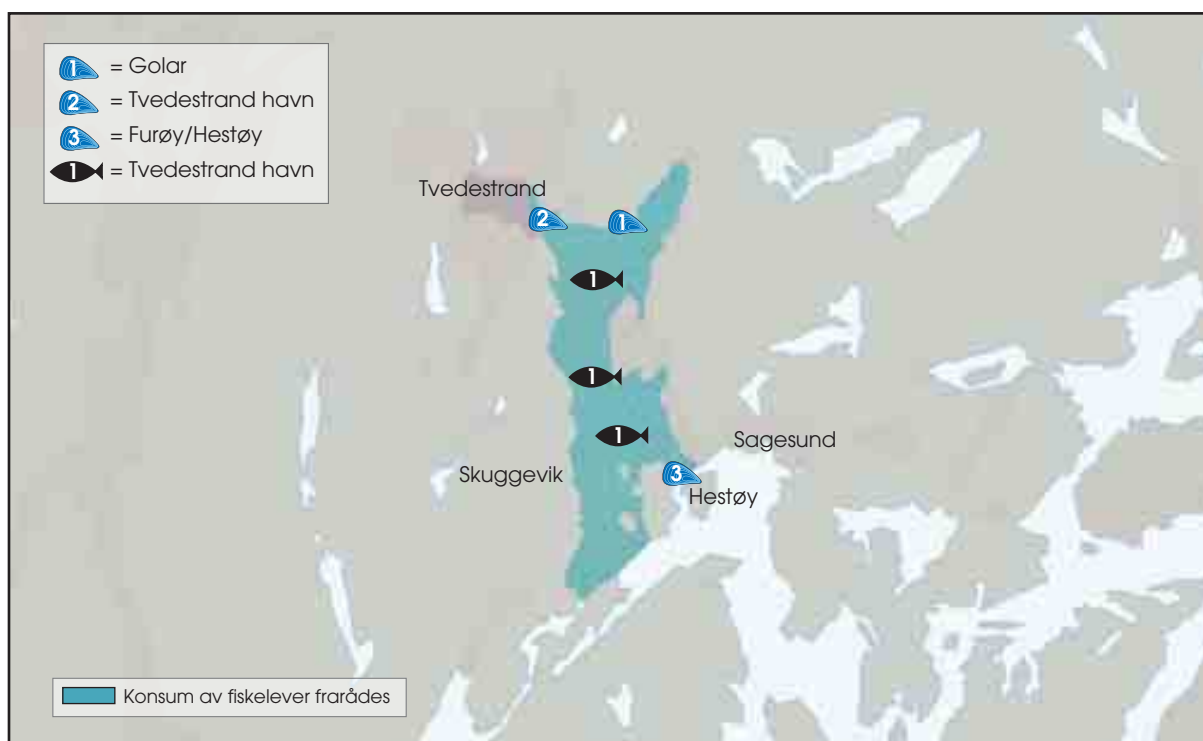 1 = Golar
2 = Tvedestrand havn
3 = Furøy/Hestøy
1 = Tvedestrand havn
Tvedestrand
2
1
1
1
1
Sagesund
Skuggevik
3
Hestøy
Konsum av fiskelever frarådes